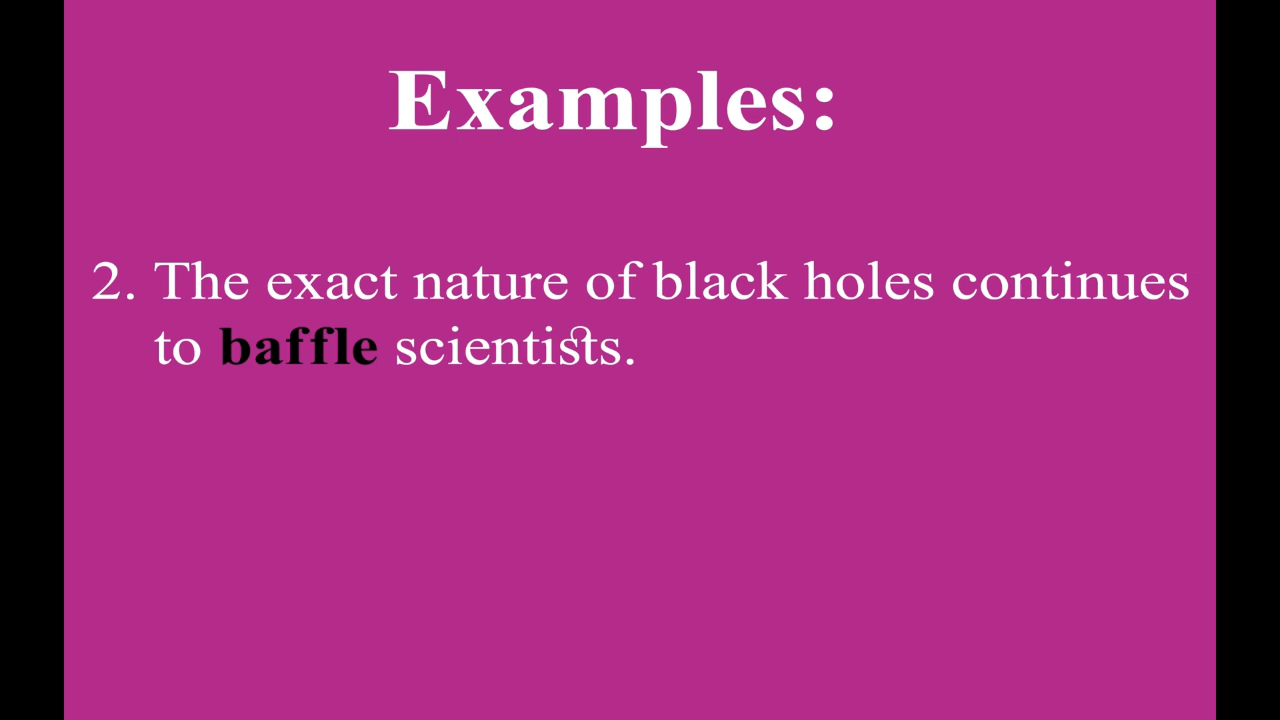 Examples:
2. The exact nature of black holes continues
to baffle scientists.